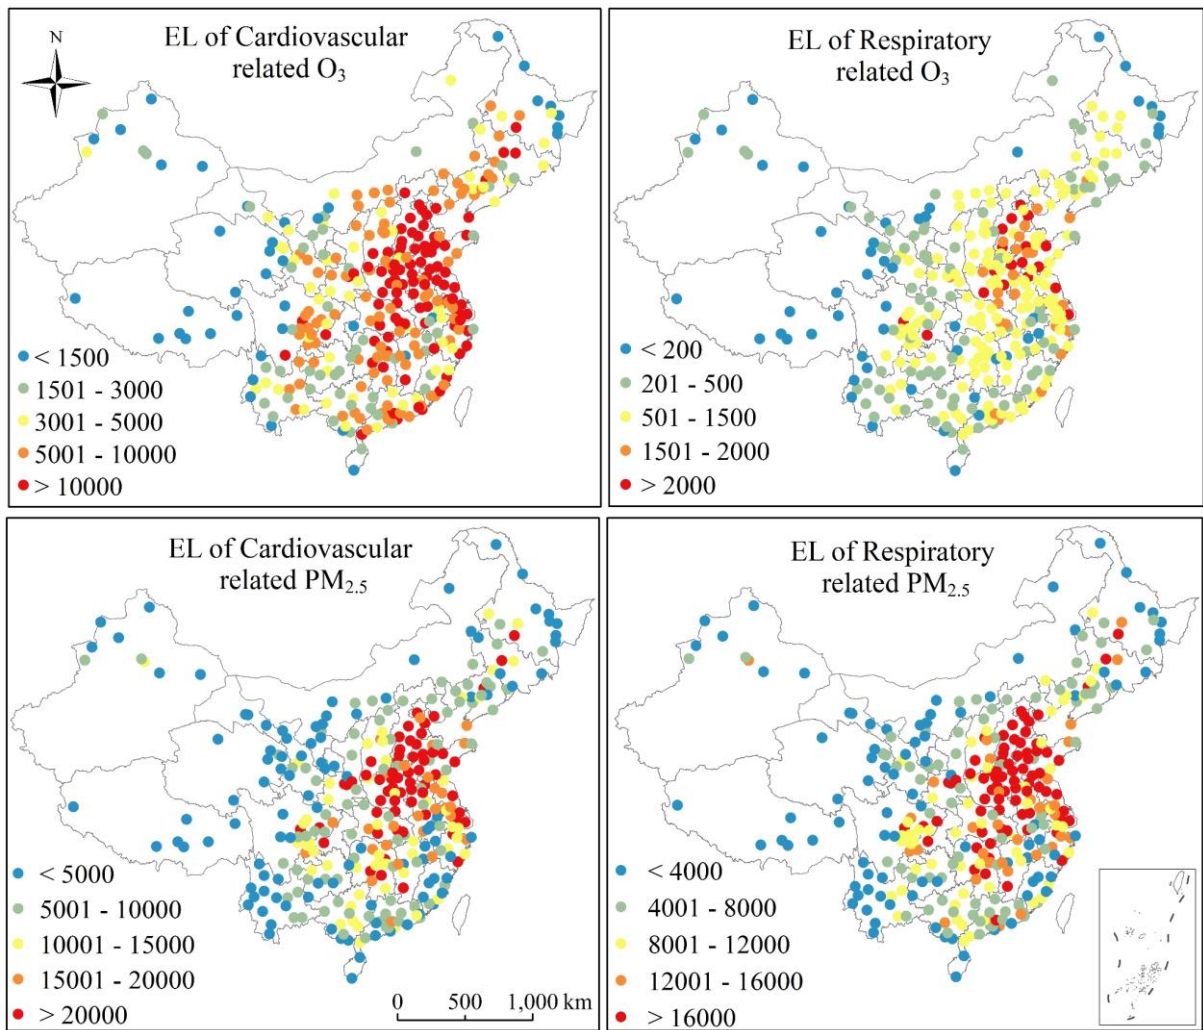 N
EL of Cardiovascular
related O₃
< 1500
1501 - 3000
3001 - 5000
5001 - 10000
> 10000
EL of Respiratory
related O₃
< 200
201 - 500
501 - 1500
1501 - 2000
> 2000
EL of Cardiovascular
related PM₂.₅
< 5000
5001 - 10000
10001 - 15000
15001 - 20000
> 20000
0 500 1,000 km
EL of Respiratory
related PM₂.₅
< 4000
4001 - 8000
8001 - 12000
12001 - 16000
> 16000